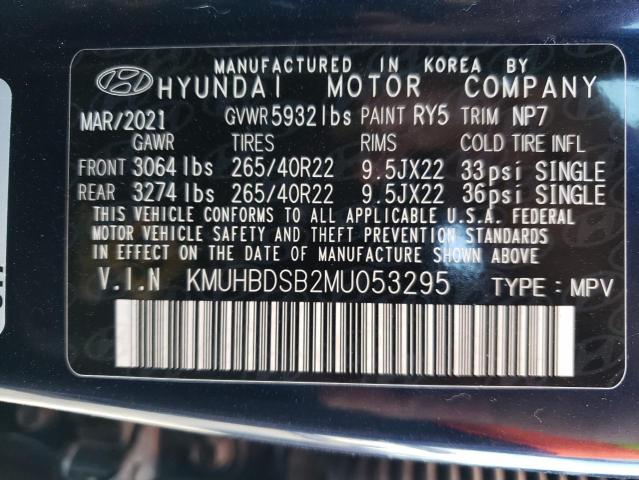 MANUFACTURED IN KOREA BY
HYUNDAI MOTOR COMPANY
MAR/2021 GVWR 5932 lbs PAINT RY5 TRIM NP7
GAWR TIRES RIMS COLD TIRE INFL
FRONT 3064 lbs 265/40R22 9.5JX22 33psi SINGLE
REAR 3274 lbs 265/40R22 9.5JX22 36psi SINGLE
THIS VEHICLE CONFORMS TO ALL APPLICABLE U.S.A. FEDERAL
MOTOR VEHICLE SAFETY AND THEFT PREVENTION STANDARDS
IN EFFECT ON THE DATE OF MANUFACTURE SHOWN ABOVE.
V.I.N KMUHBDSB2MU053295 TYPE : MPV